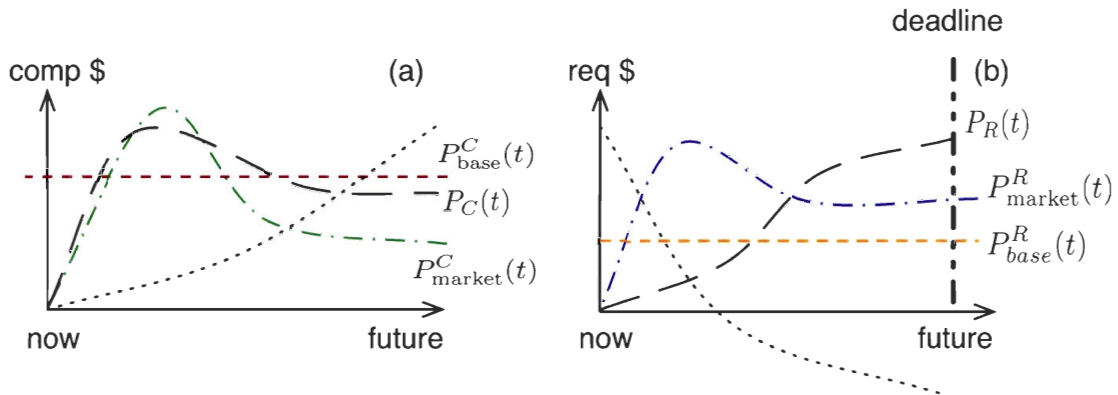 deadline
comp $
(a)
req $
(b)
P_R(t)
P^C_base(t)
P_C(t)
P^R_market(t)
P^R_base(t)
P^C_market(t)
now
future
now
future